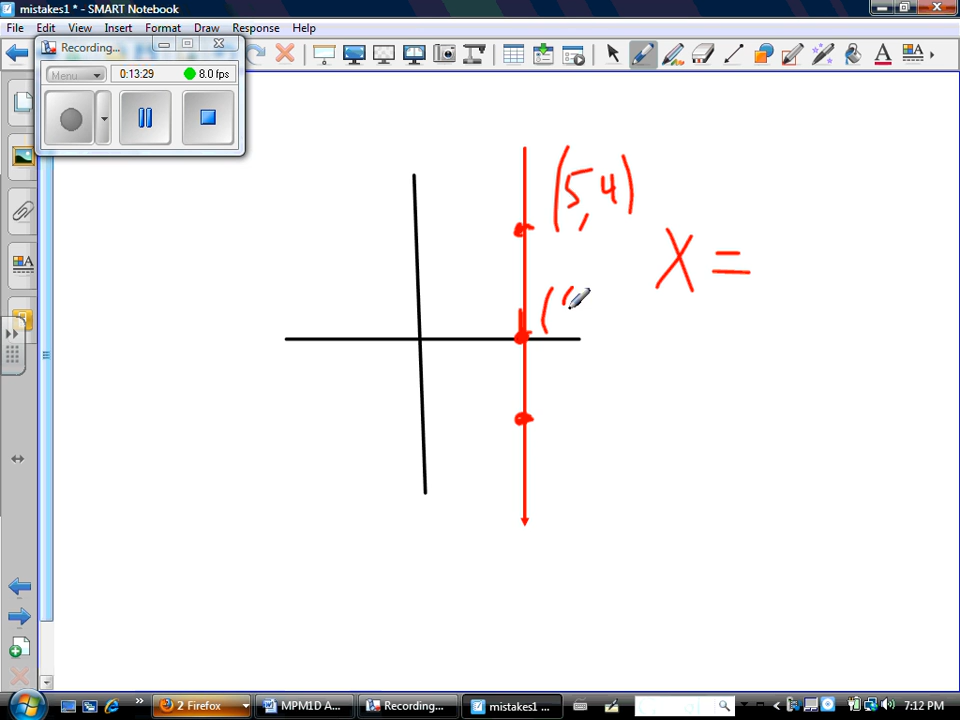 mistakes1 * - SMART Notebook
File Edit View Insert Format Draw Response Help
Recording...
Menu 0:13:29 8.0 fps
(5,4)
X =
(
2 Firefox MPM1D A... Recording... mistakes1 ... 7:12 PM